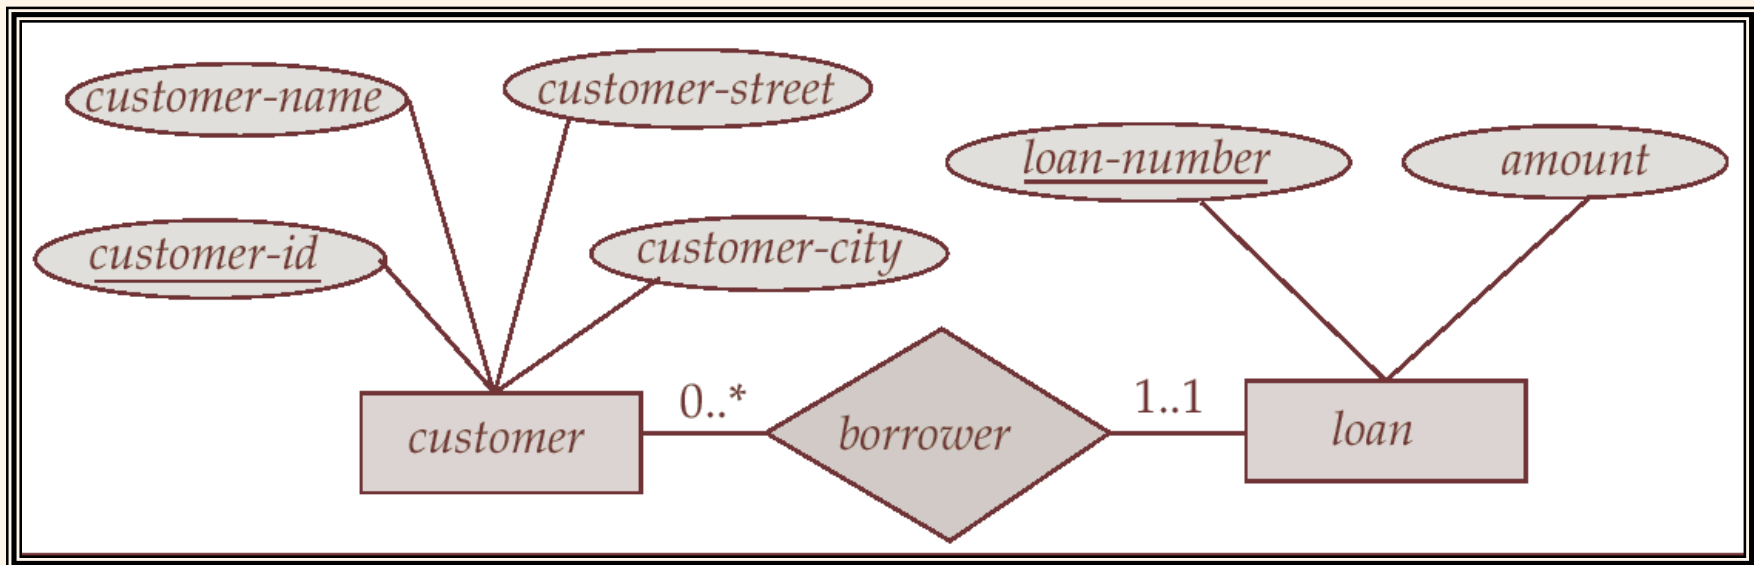 customer-name
customer-street
customer-id
customer-city
loan-number
amount
customer
0..*
borrower
1..1
loan